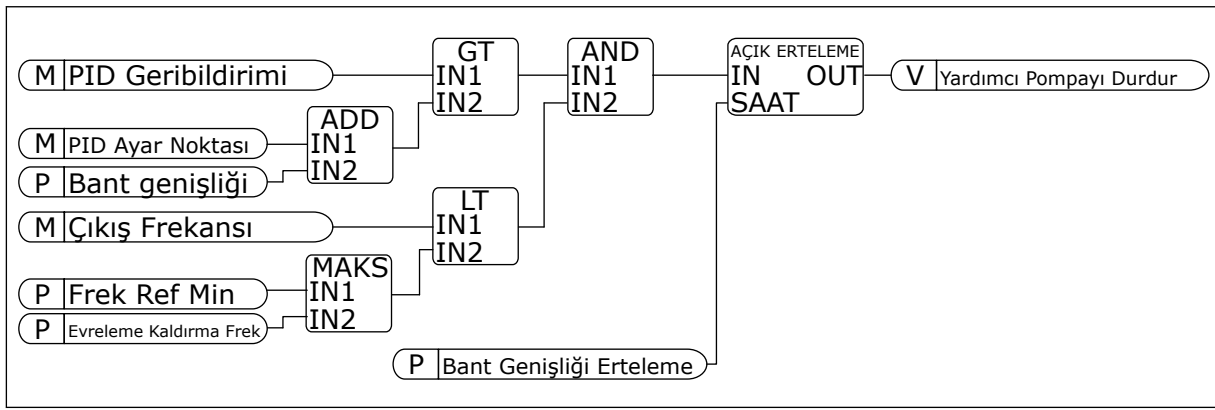 GT
AND
AÇIK ERTELEME
M PID Geribildirimi
IN1
IN1
IN OUT
V Yardımcı Pompayı Durdur
IN2
IN2
SAAT
ADD
M PID Ayar Noktası
IN1
P Bant genişliği
IN2
LT
M Çıkış Frekansı
IN1
IN2
MAKS
P Frek Ref Min
IN1
P Evreleme Kaldırma Frek
IN2
P Bant Genişliği Erteleme